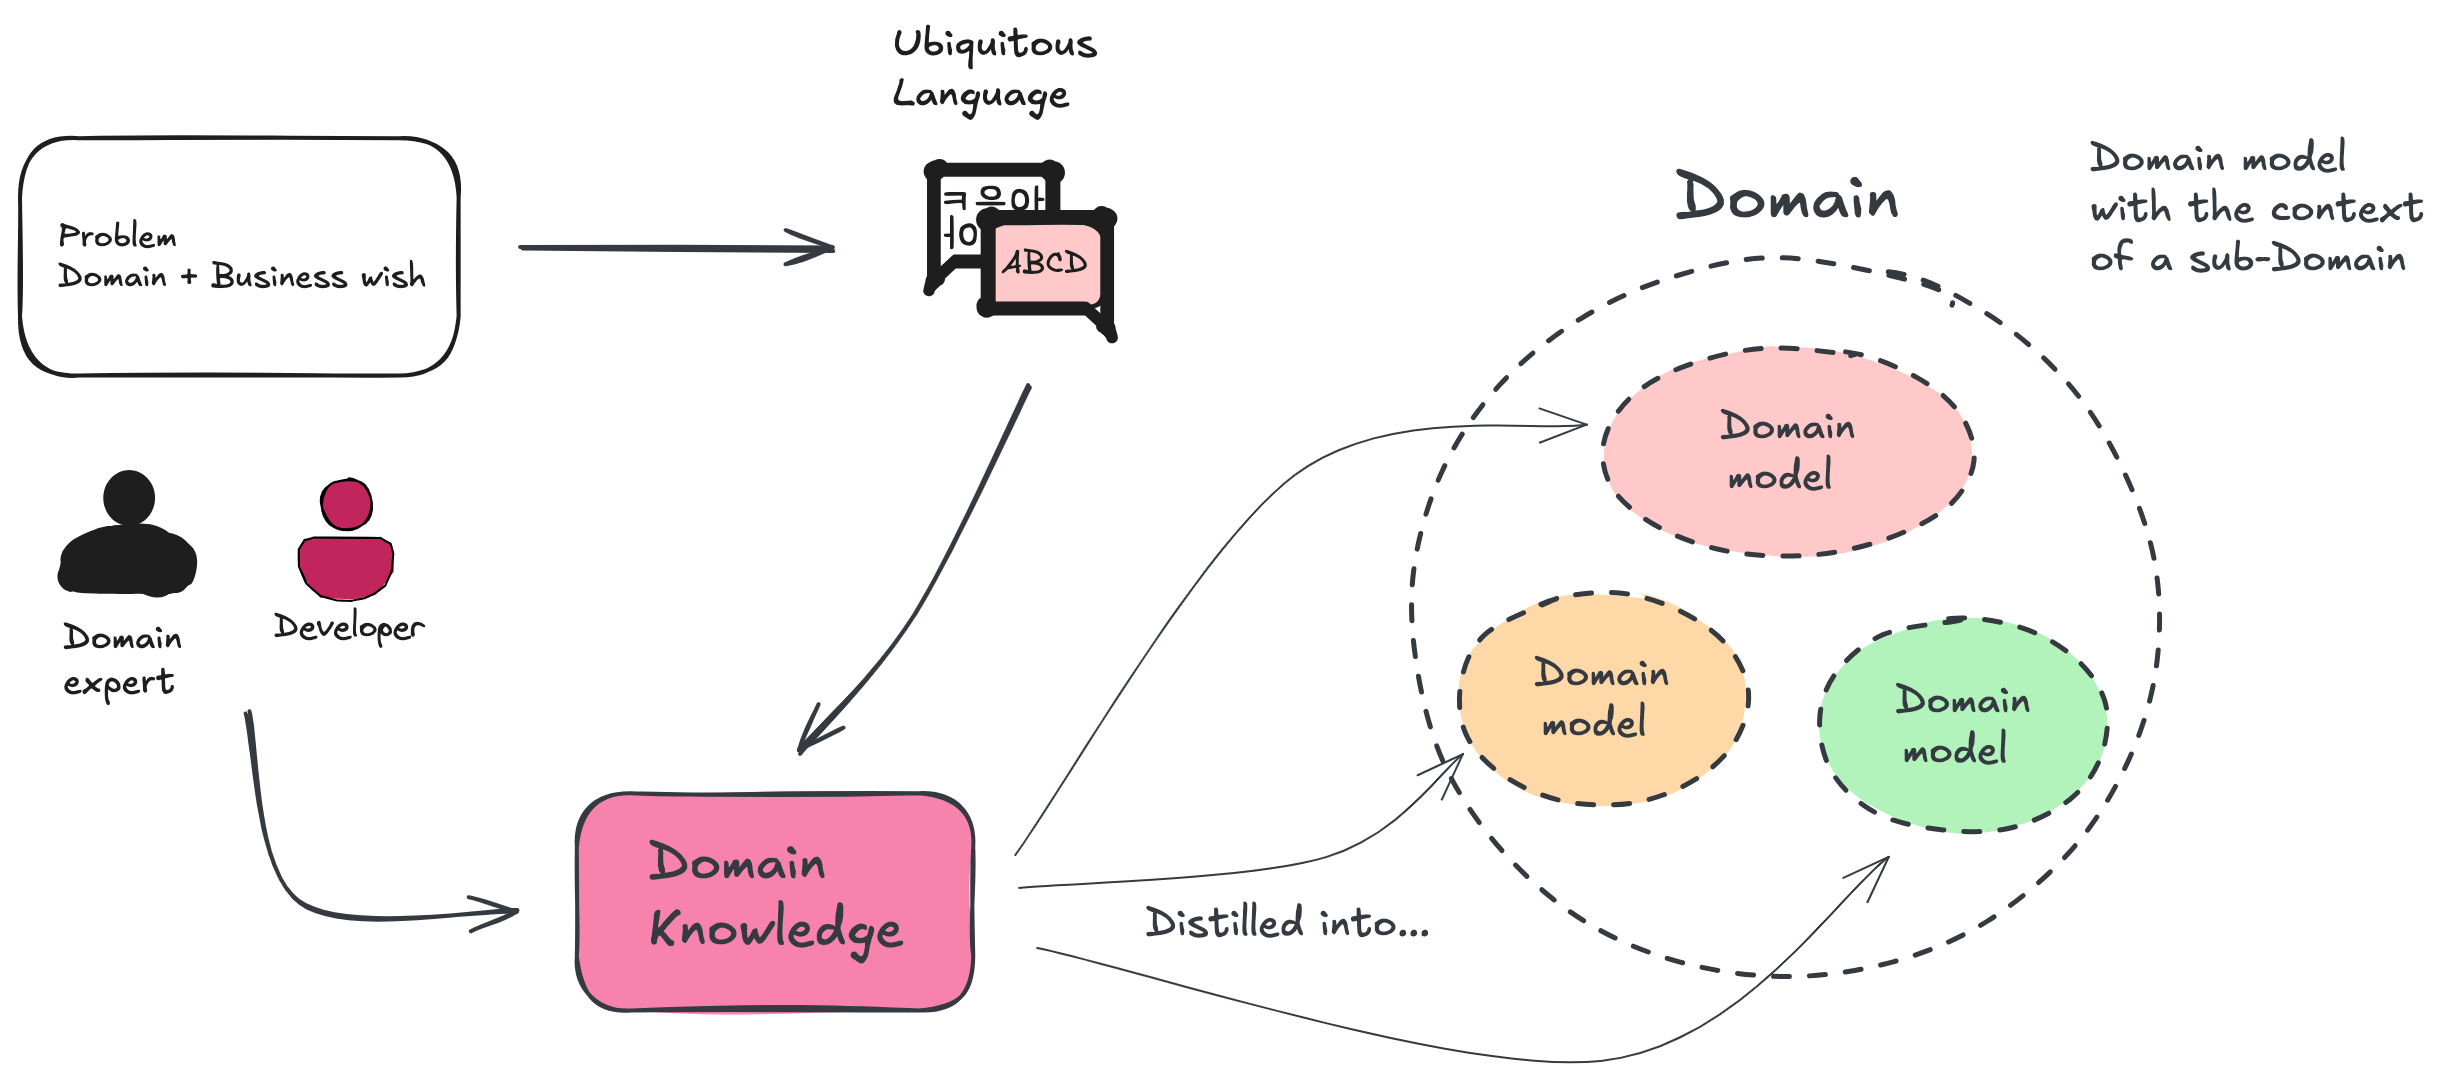 Ubiquitous
Language
Problem
Domain + Business wish
ABCD
Domain
expert
Developer
Domain
Knowledge
Distilled into...
Domain
Domain model
with the context
of a sub-Domain
Domain
model
Domain
model
Domain
model